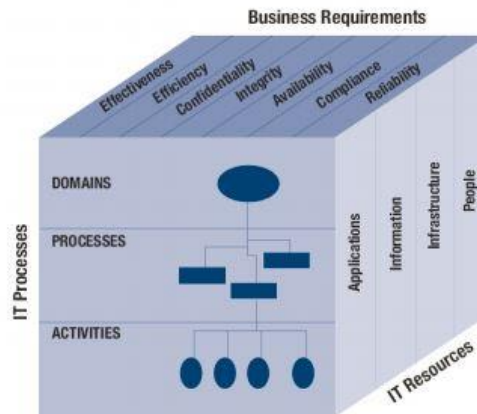 Business Requirements
Effectiveness
Efficiency
Confidentiality
Integrity
Availability
Compliance
Reliability
IT Processes
DOMAINS
PROCESSES
ACTIVITIES
Applications
Information
Infrastructure
People
IT Resources